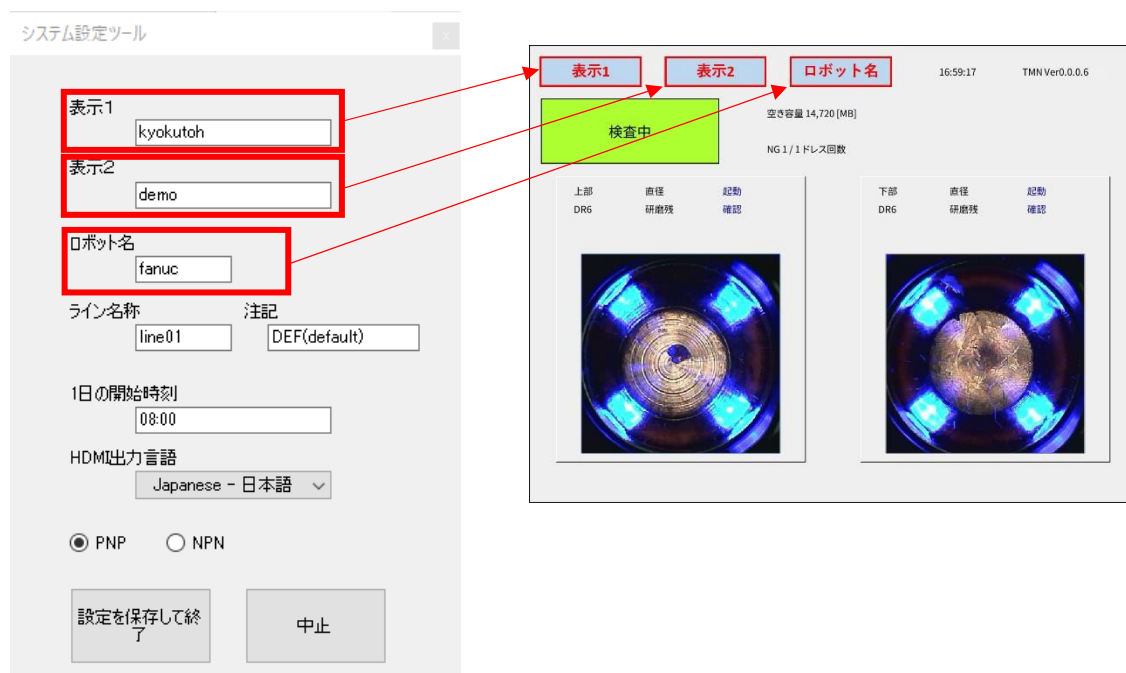 システム設定ツール
x
表示1
kyokutoh
表示2
demo
ロボット名
fanuc
ライン名称 注記
line01 DEF(default)
1日の開始時刻
08:00
HDMI出力言語
Japanese - 日本語
PNP NPN
設定を保存して終
了
中止
表示1 表示2 ロボット名 16:59:17 TMN Ver0.0.0.6
検査中
空き容量 14,720 [MB]
NG 1 / 1 ドレス回数
上部 直径 起動
DR6 研磨残 確認
下部 直径 起動
DR6 研磨残 確認